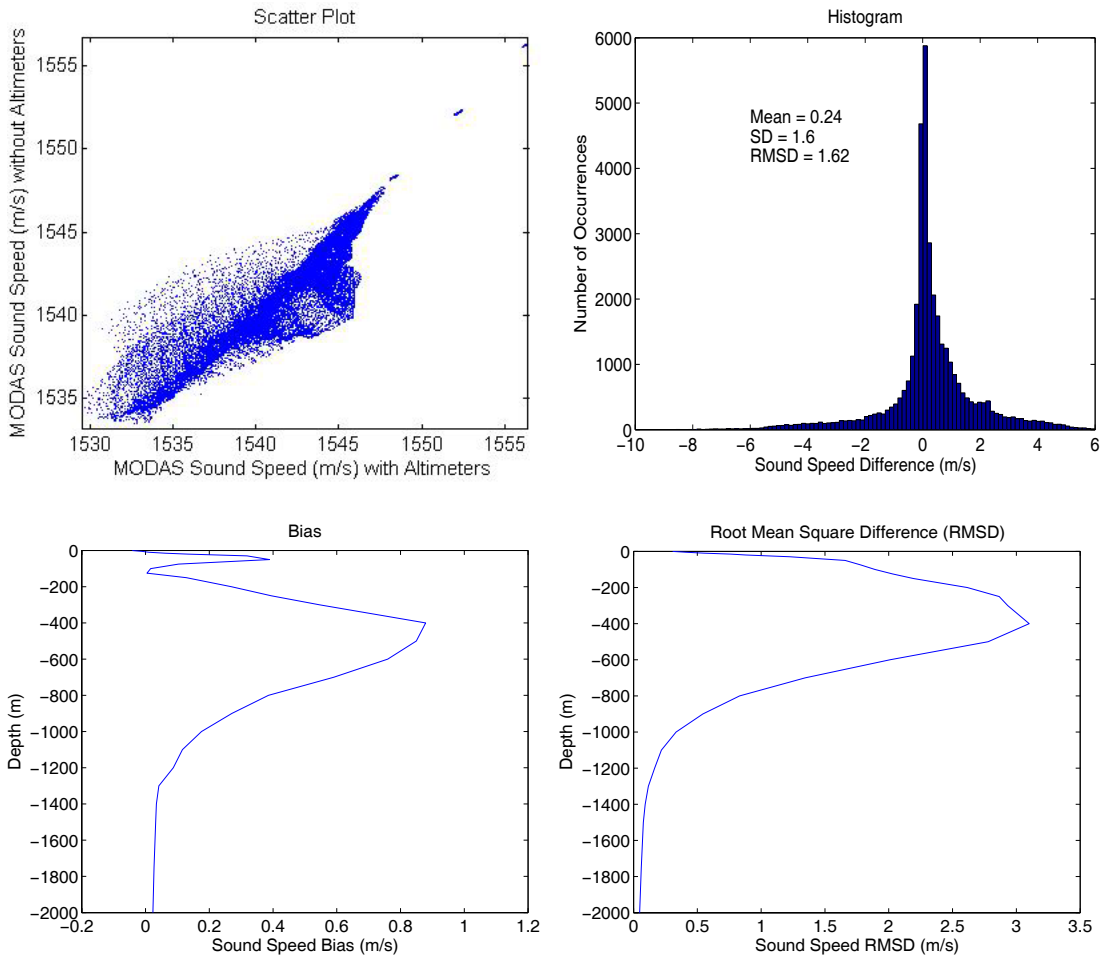 Scatter Plot
MODAS Sound Speed (m/s) without Altimeters
1555
1550
1545
1540
1535
1530 1535 1540 1545 1550 1555
MODAS Sound Speed (m/s) with Altimeters
Histogram
Number of Occurrences
6000
5000
4000
3000
2000
1000
0
Mean = 0.24
SD = 1.6
RMSD = 1.62
−10 −8 −6 −4 −2 0 2 4 6
Sound Speed Difference (m/s)
Bias
Depth (m)
0
−200
−400
−600
−800
−1000
−1200
−1400
−1600
−1800
−2000
−0.2 0 0.2 0.4 0.6 0.8 1 1.2
Sound Speed Bias (m/s)
Root Mean Square Difference (RMSD)
Depth (m)
0
−200
−400
−600
−800
−1000
−1200
−1400
−1600
−1800
−2000
0 0.5 1 1.5 2 2.5 3 3.5
Sound Speed RMSD (m/s)